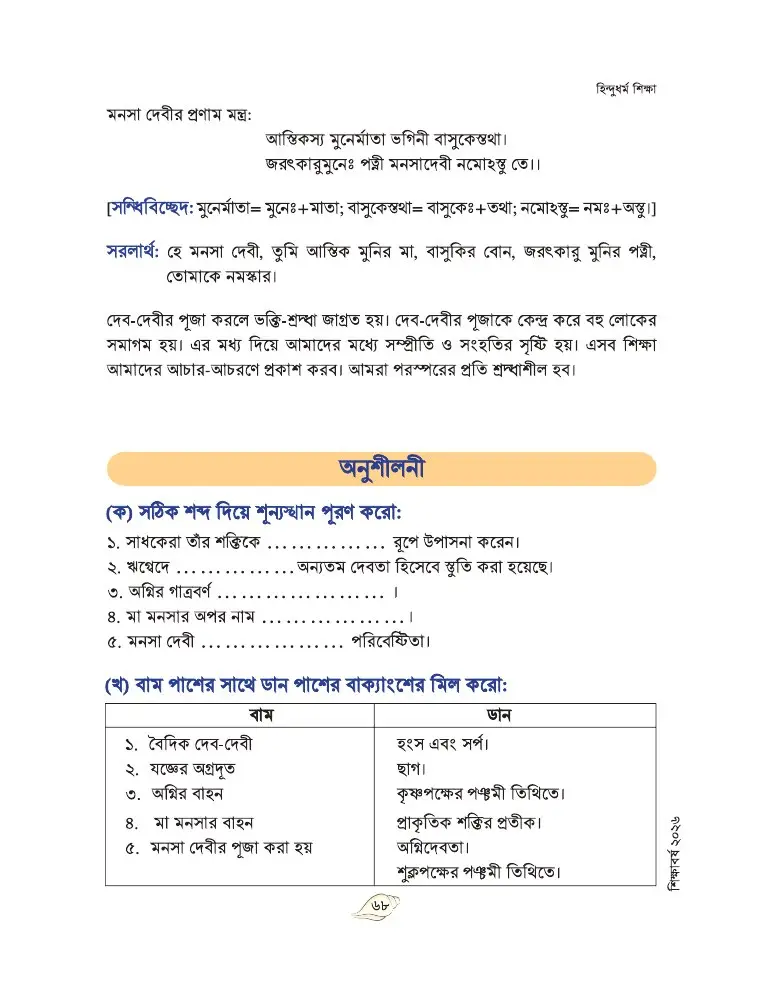 হিন্দুধর্ম শিক্ষা
মনসা দেবীর প্রণাম মন্ত্র:
আস্তিকস্য মুনের্মাতা ভগিনী বাসুকেস্তথা।
জরৎকারুমুনেঃ পত্নী মনসাদেবী নমোঽস্তু তে।।
[সন্ধিবিচ্ছেদ: মুনের্মাতা= মুনেঃ+মাতা; বাসুকেস্তথা= বাসুকেঃ+তথা; নমোঽস্তু= নমঃ+অস্তু।]
সরলার্থ: হে মনসা দেবী, তুমি আস্তিক মুনির মা, বাসুকির বোন, জরৎকারু মুনির পত্নী,
তোমাকে নমস্কার।
দেব-দেবীর পূজা করলে ভক্তি-শ্রদ্ধা জাগ্রত হয়। দেব-দেবীর পূজাকে কেন্দ্র করে বহু লোকের
সমাগম হয়। এর মধ্য দিয়ে আমাদের মধ্যে সম্প্রীতি ও সংহতির সৃষ্টি হয়। এসব শিক্ষা
আমাদের আচার-আচরণে প্রকাশ করব। আমরা পরস্পরের প্রতি শ্রদ্ধাশীল হব।
অনুশীলনী
(ক) সঠিক শব্দ দিয়ে শূন্যস্থান পূরণ করো:
১. সাধকেরা তাঁর শক্তিকে ............... রূপে উপাসনা করেন।
২. ঋগ্বেদে ...............অন্যতম দেবতা হিসেবে স্তুতি করা হয়েছে।
৩. অগ্নির গাত্রবর্ণ ..................... ।
৪. মা মনসার অপর নাম ..................।
৫. মনসা দেবী .................. পরিবেষ্টিতা।
(খ) বাম পাশের সাথে ডান পাশের বাক্যাংশের মিল করো:
বাম ডান
১. বৈদিক দেব-দেবী হংস এবং সর্প।
২. যজ্ঞের অগ্রদূত ছাগ।
৩. অগ্নির বাহন কৃষ্ণপক্ষের পঞ্চমী তিথিতে।
৪. মা মনসার বাহন প্রাকৃতিক শক্তির প্রতীক।
৫. মনসা দেবীর পূজা করা হয় অগ্নিদেবতা।
শুক্লপক্ষের পঞ্চমী তিথিতে।
শিক্ষাবর্ষ ২০২৬
৬৮